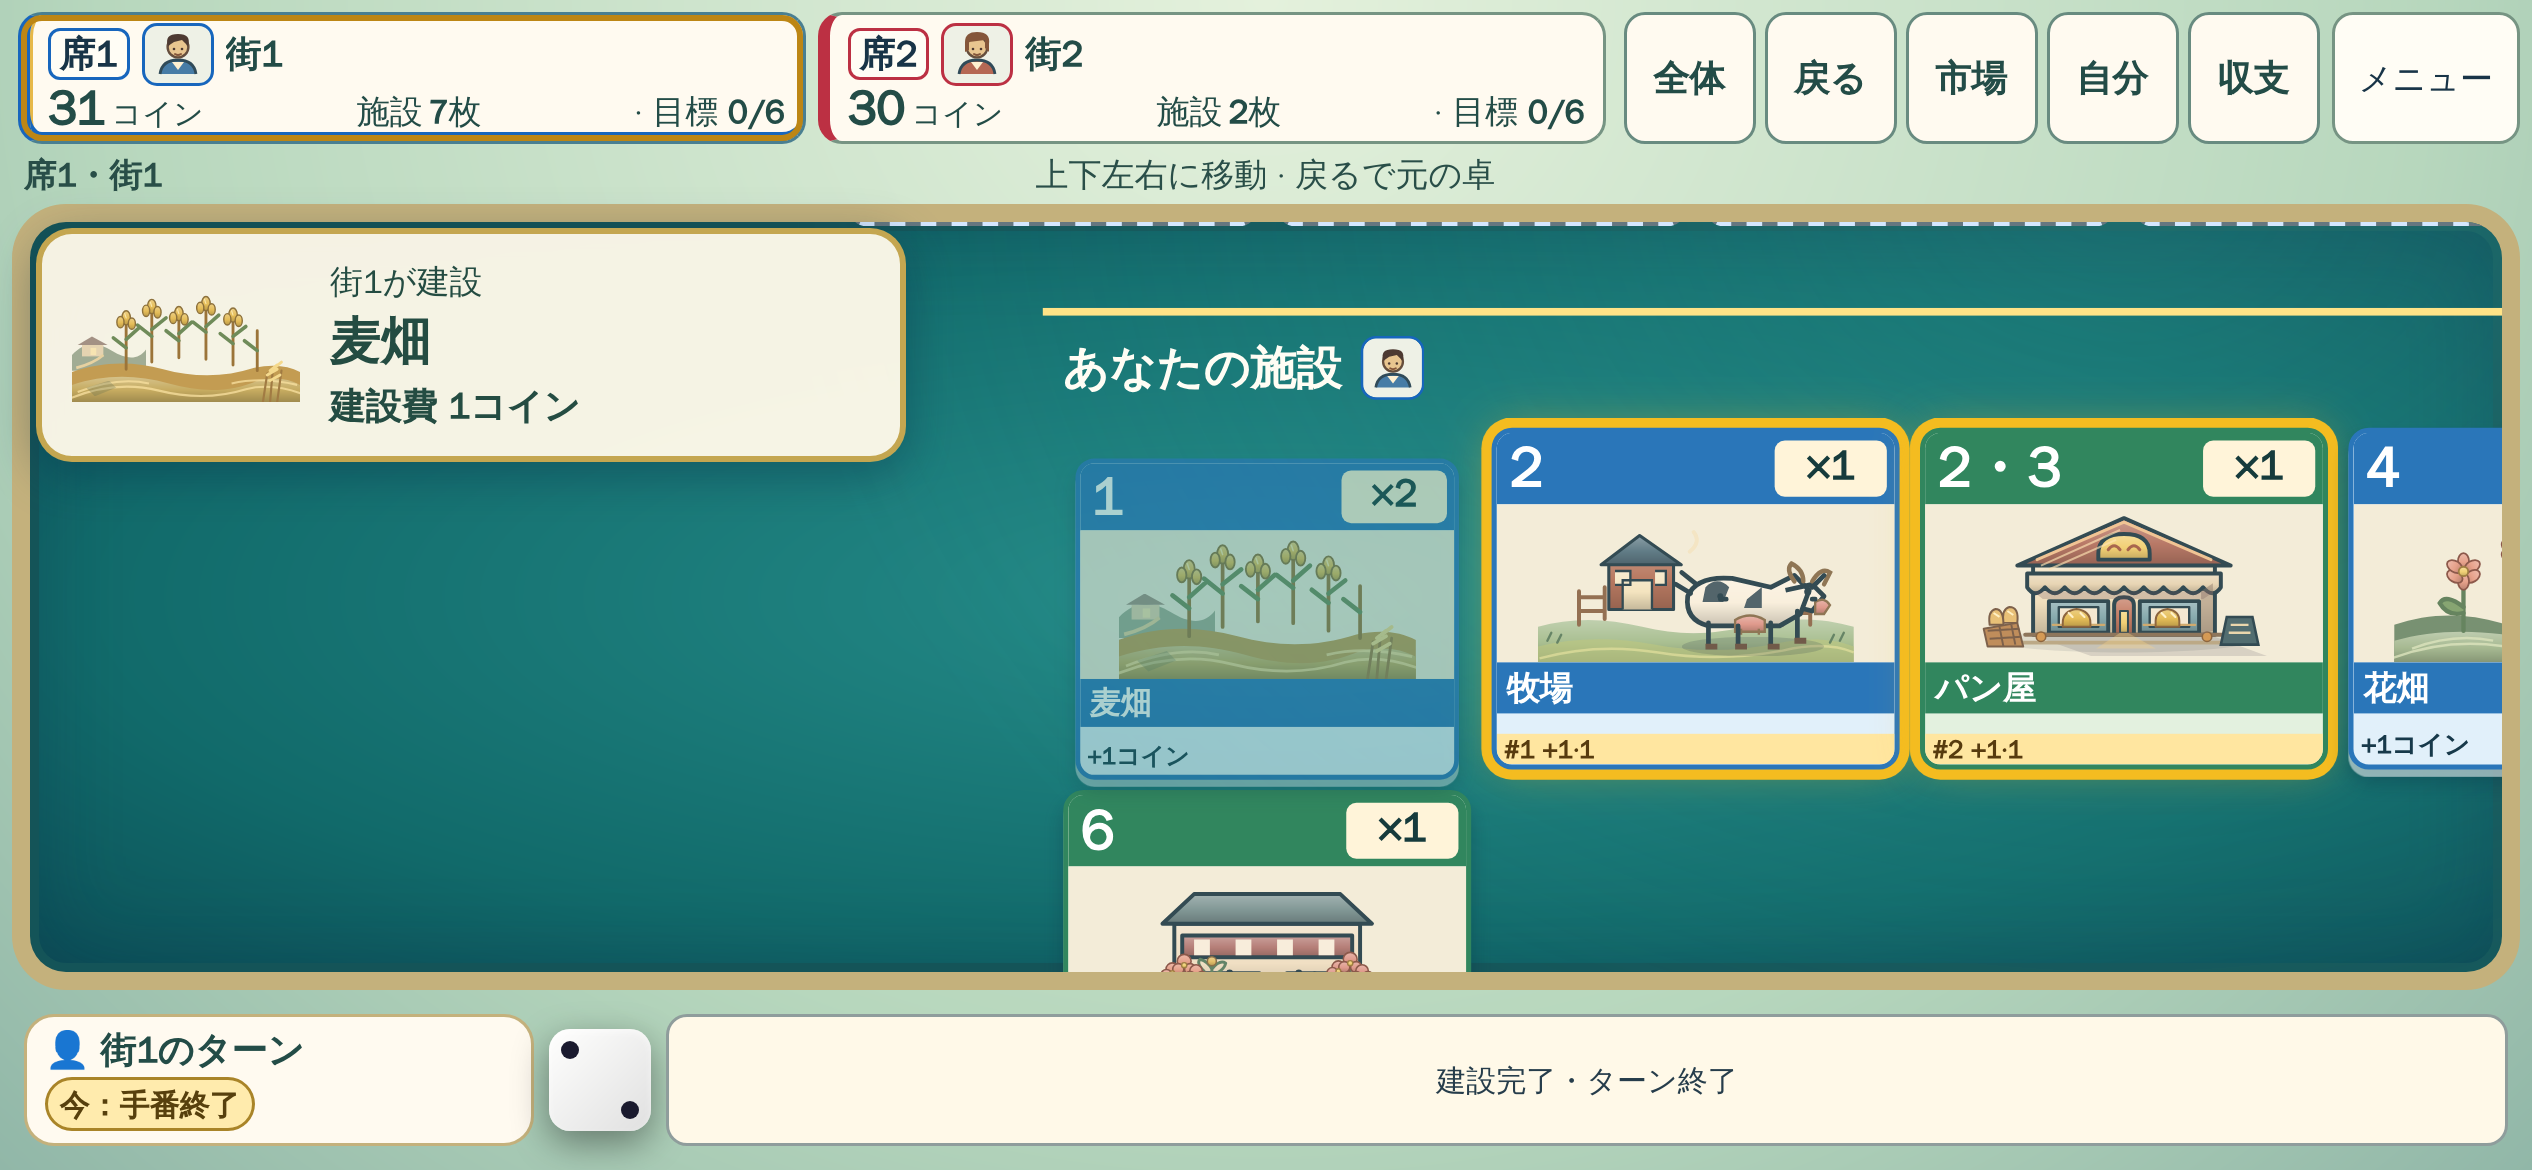 席1 街1
31コイン 施設 7枚 · 目標 0/6
席2 街2
30コイン 施設 2枚 · 目標 0/6
全体
戻る
市場
自分
収支
メニュー
席1・街1
上下左右に移動 · 戻るで元の卓
街1が建設
麦畑
建設費 1コイン
あなたの施設
1 ×2
麦畑
+1コイン
2 ×1
牧場
#1 +1·1
2・3 ×1
パン屋
#2 +1·1
4
花畑
+1コイン
6 ×1
街1のターン
今：手番終了
建設完了・ターン終了